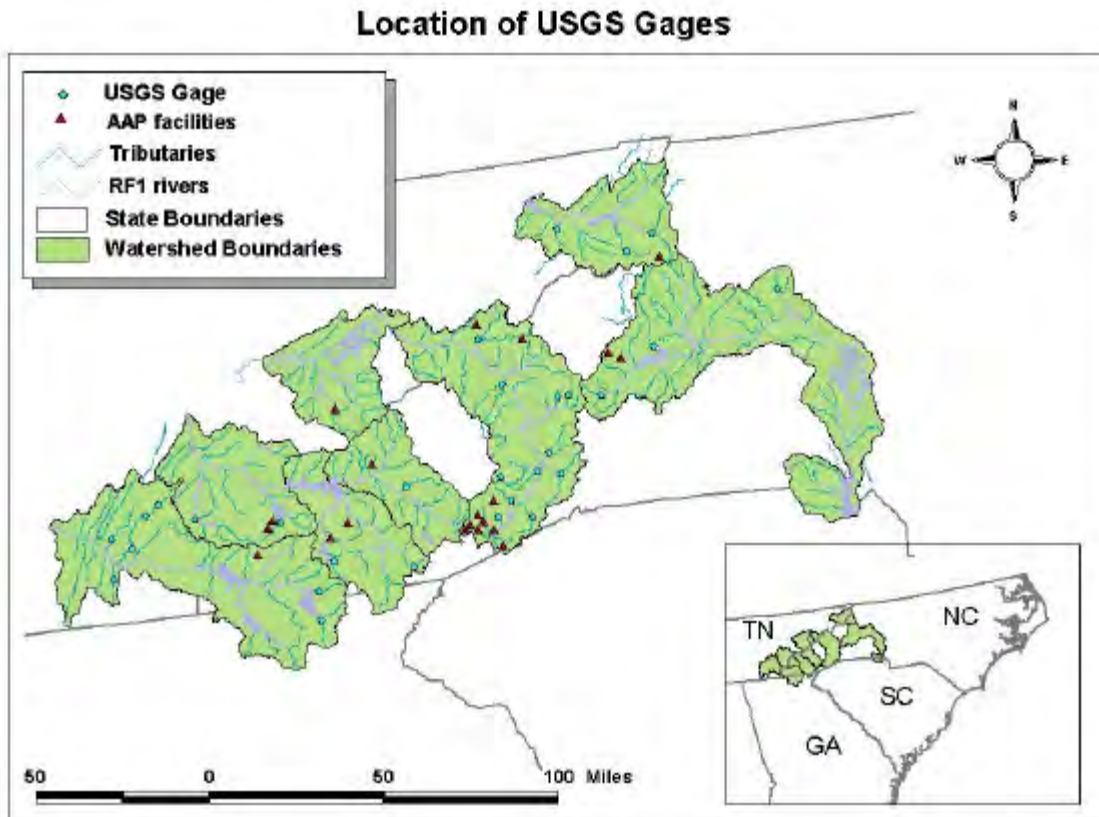 Location of USGS Gages
USGS Gage
AAP facilities
Tributaries
RF1 rivers
State Boundaries
Watershed Boundaries
N
W E
S
TN
NC
SC
GA
50 0 50 100 Miles